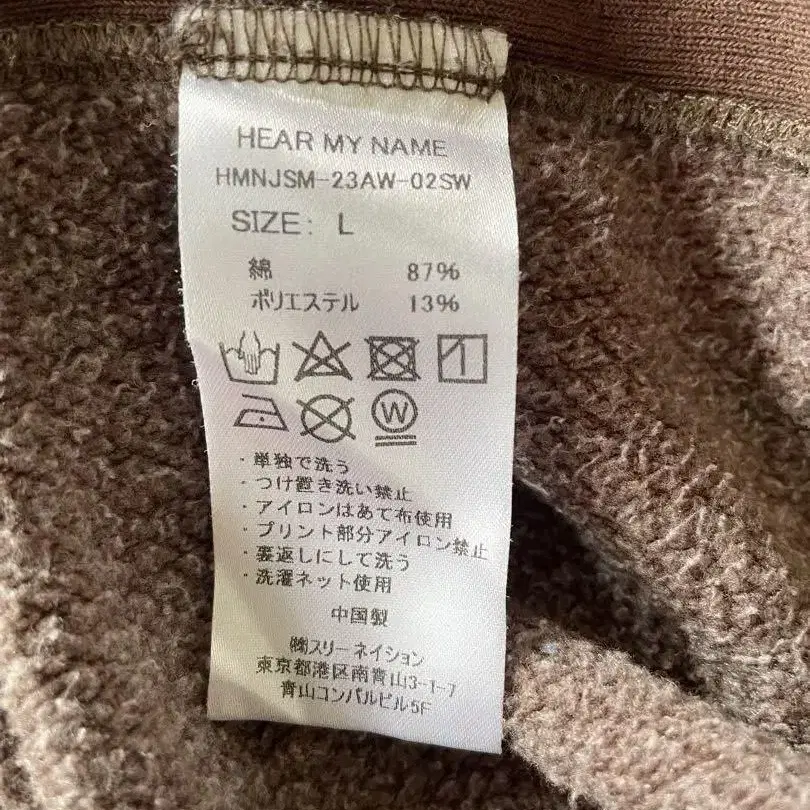 HEAR MY NAME
HMNJSM-23AW-02SW
SIZE: L
綿 87%
ポリエステル 13%
W
・単独で洗う
・つけ置き洗い禁止
・アイロンはあて布使用
・プリント部分アイロン禁止
・裏返しにして洗う
・洗濯ネット使用
中国製
㈱スリーネイション
東京都港区南青山3-1-7
青山コンパルビル5F